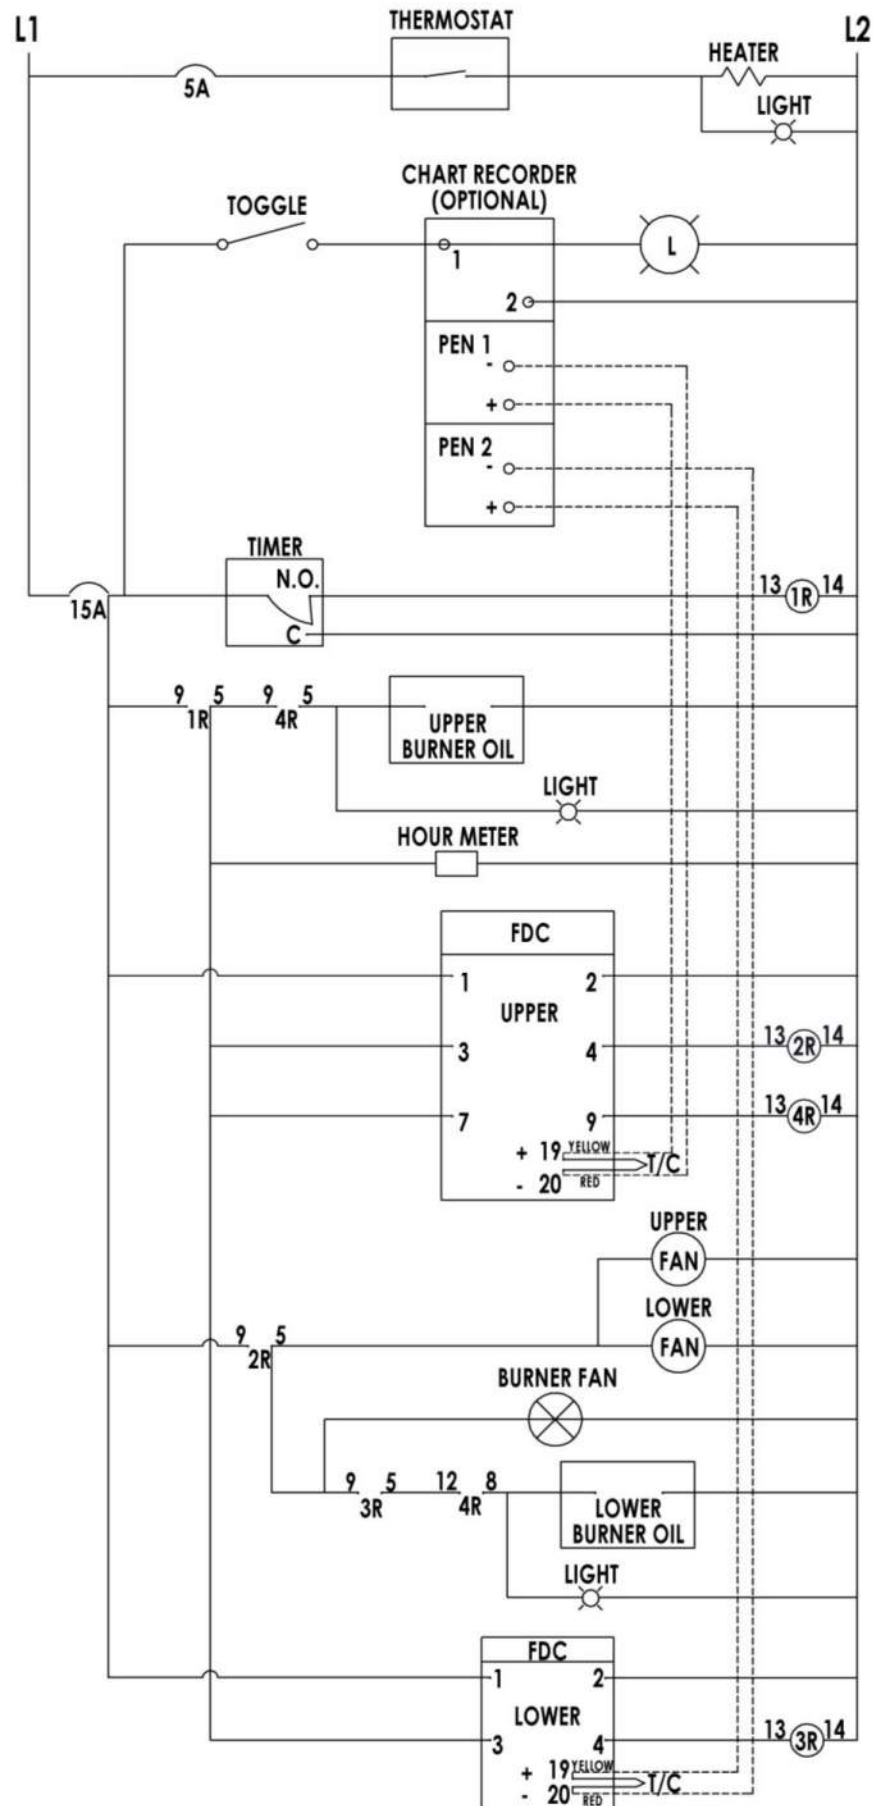 L1
THERMOSTAT
L2
5A
HEATER
LIGHT
CHART RECORDER
(OPTIONAL)
TOGGLE
1
L
2
PEN 1
-
+
PEN 2
-
+
TIMER
15A
N.O.
C
13 1R 14
9 5 9 5
1R 4R
UPPER
BURNER OIL
LIGHT
HOUR METER
FDC
1 2
UPPER
3 4
13 2R 14
7 9
13 4R 14
+ 19 YELLOW
T/C
- 20 RED
UPPER
FAN
LOWER
FAN
9 5
2R
BURNER FAN
9 5 12 8
3R 4R
LOWER
BURNER OIL
LIGHT
FDC
1 2
LOWER
3 4
13 3R 14
+ 19 YELLOW
T/C
- 20 RED